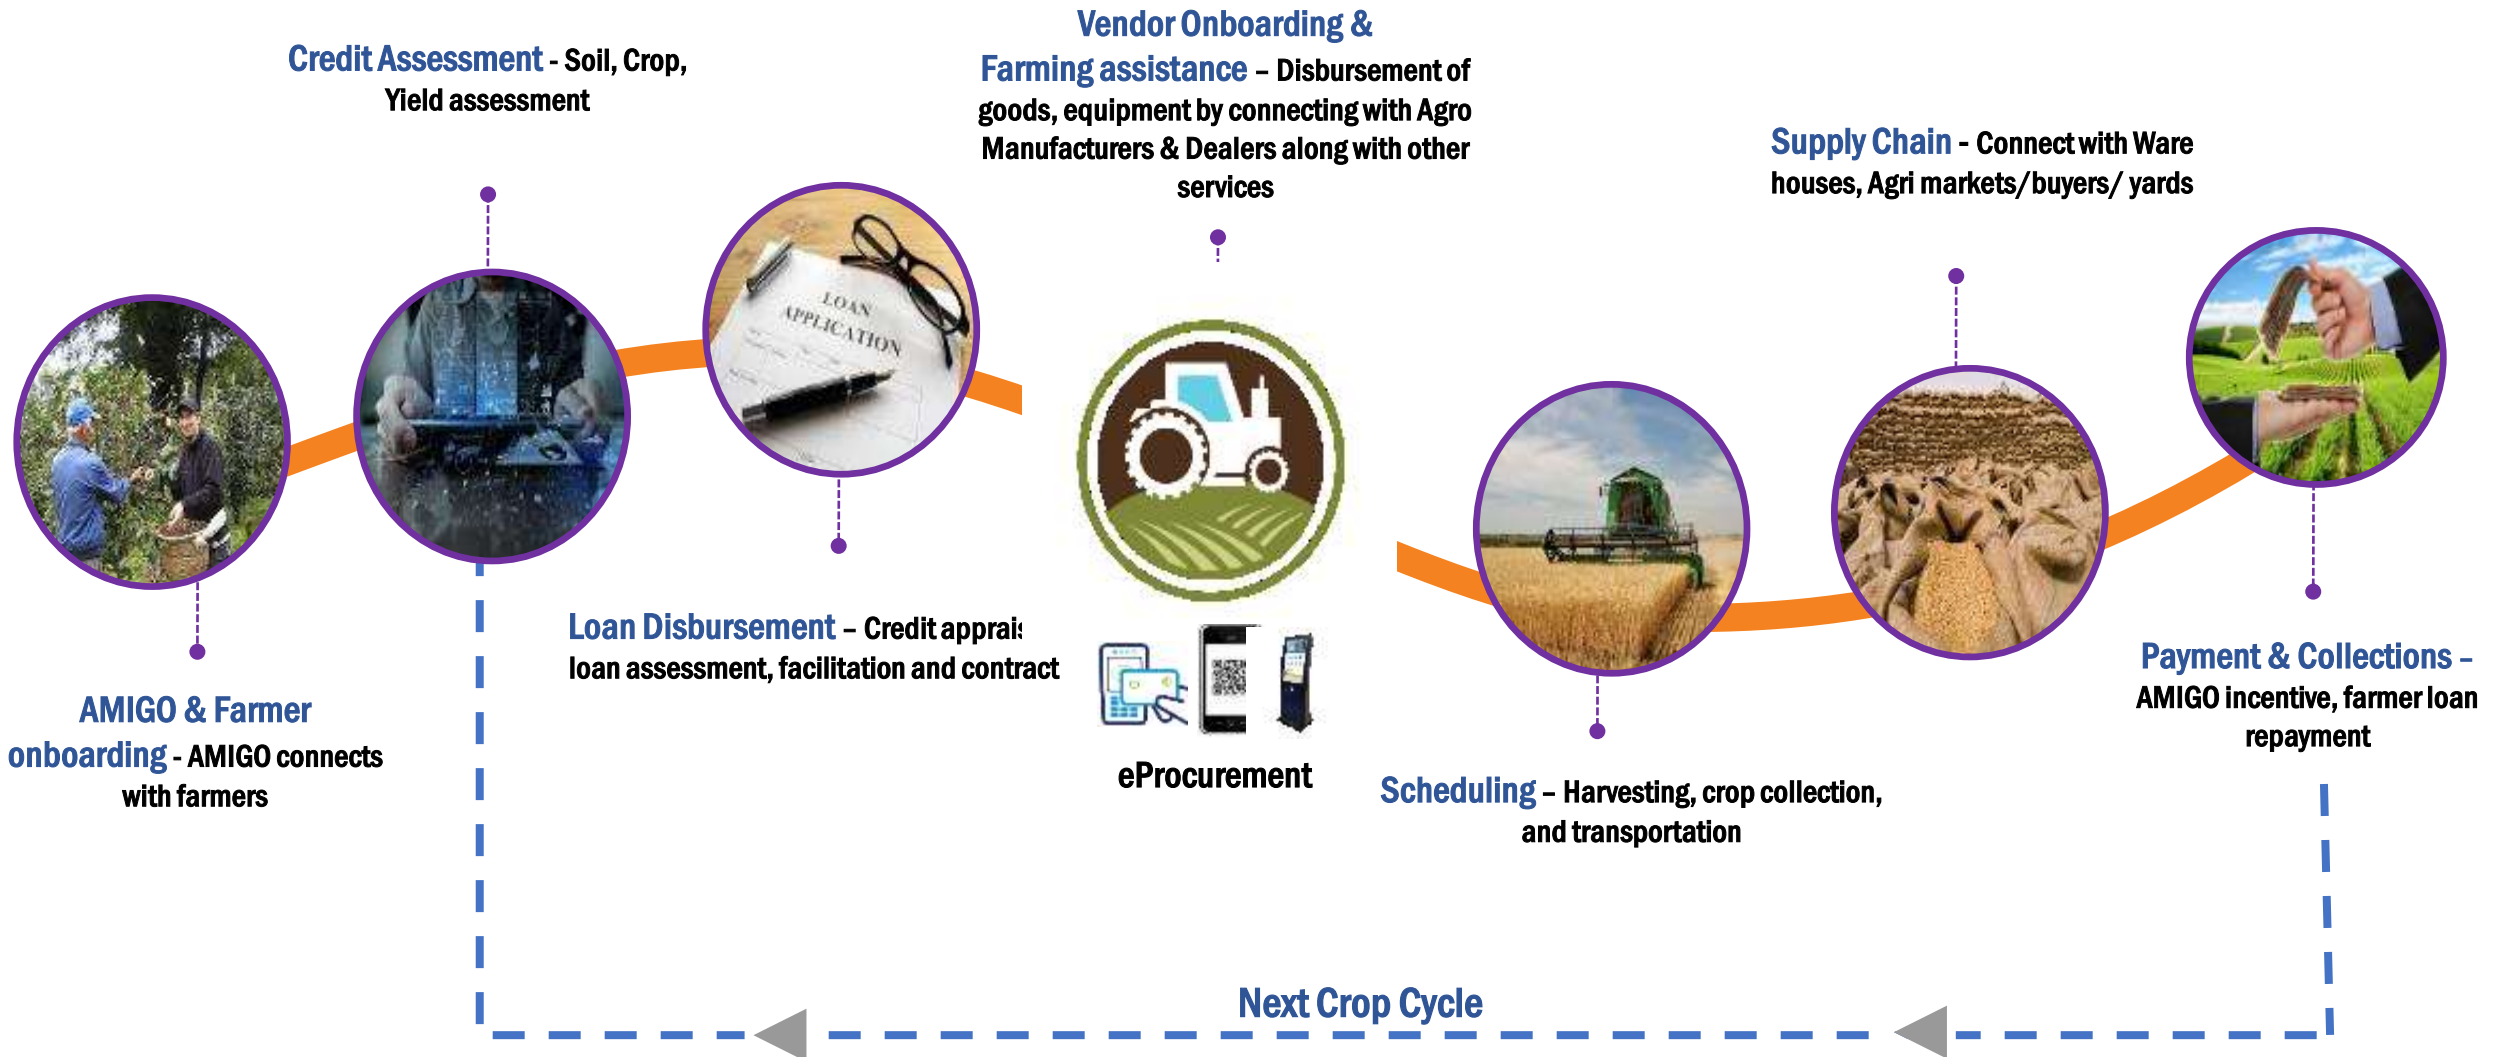 Credit Assessment - Soil, Crop,
Yield assessment
Vendor Onboarding &
Farming assistance – Disbursement of
goods, equipment by connecting with Agro
Manufacturers & Dealers along with other
services
Supply Chain - Connect with Ware
houses, Agri markets/buyers/ yards
LOAN
APPLICATION
AMIGO & Farmer
onboarding - AMIGO connects
with farmers
Loan Disbursement – Credit
loan assessment, facilitation and contract
eProcurement
Scheduling – Harvesting, crop collection,
and transportation
Payment & Collections –
AMIGO incentive, farmer loan
repayment
Next Crop Cycle